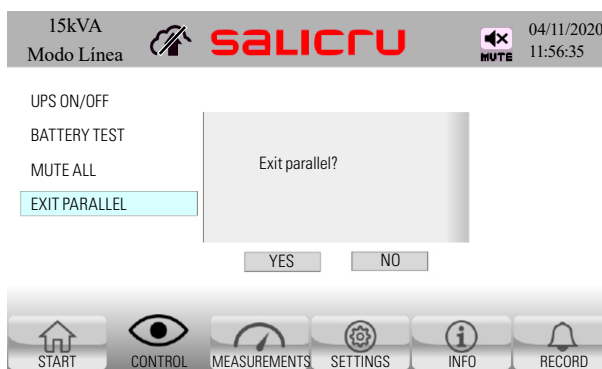 15kVA
Modo Línea
salicru
MUTE
04/11/2020
11:56:35
UPS ON/OFF
BATTERY TEST
MUTE ALL
EXIT PARALLEL
Exit parallel?
YES
NO
START
CONTROL
MEASUREMENTS
SETTINGS
INFO
RECORD